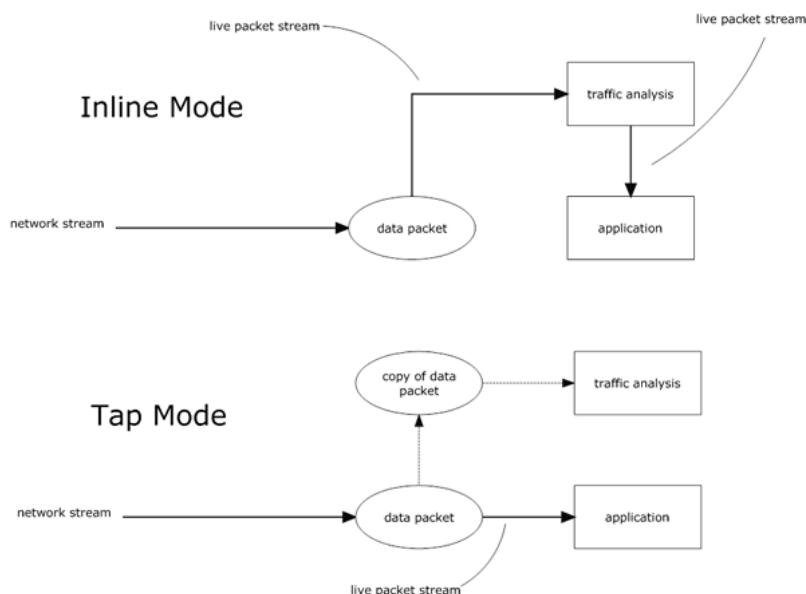 live packet stream
live packet stream
Inline Mode
traffic analysis
network stream
data packet
application
copy of data
packet
traffic analysis
Tap Mode
network stream
data packet
application
live packet stream